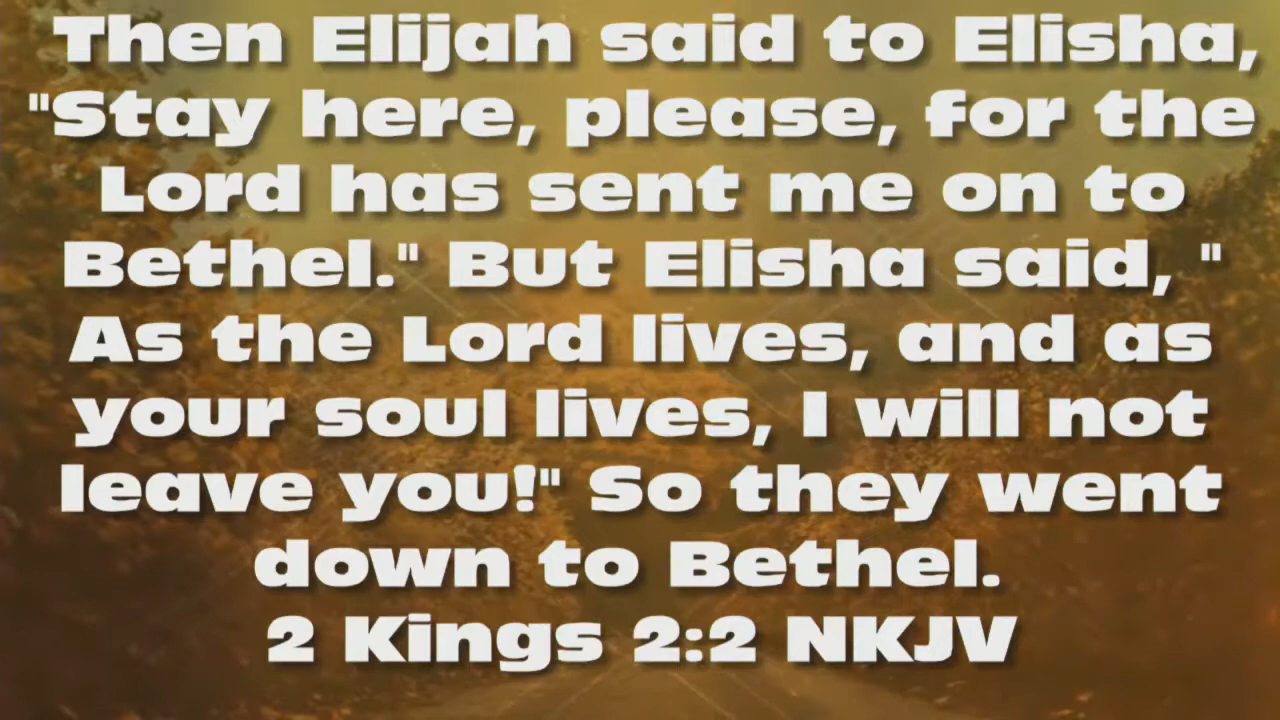 Then Elijah said to Elisha,
"Stay here, please, for the
Lord has sent me on to
Bethel." But Elisha said, "
As the Lord lives, and as
your soul lives, I will not
leave you!" So they went
down to Bethel.
2 Kings 2:2 NKJV